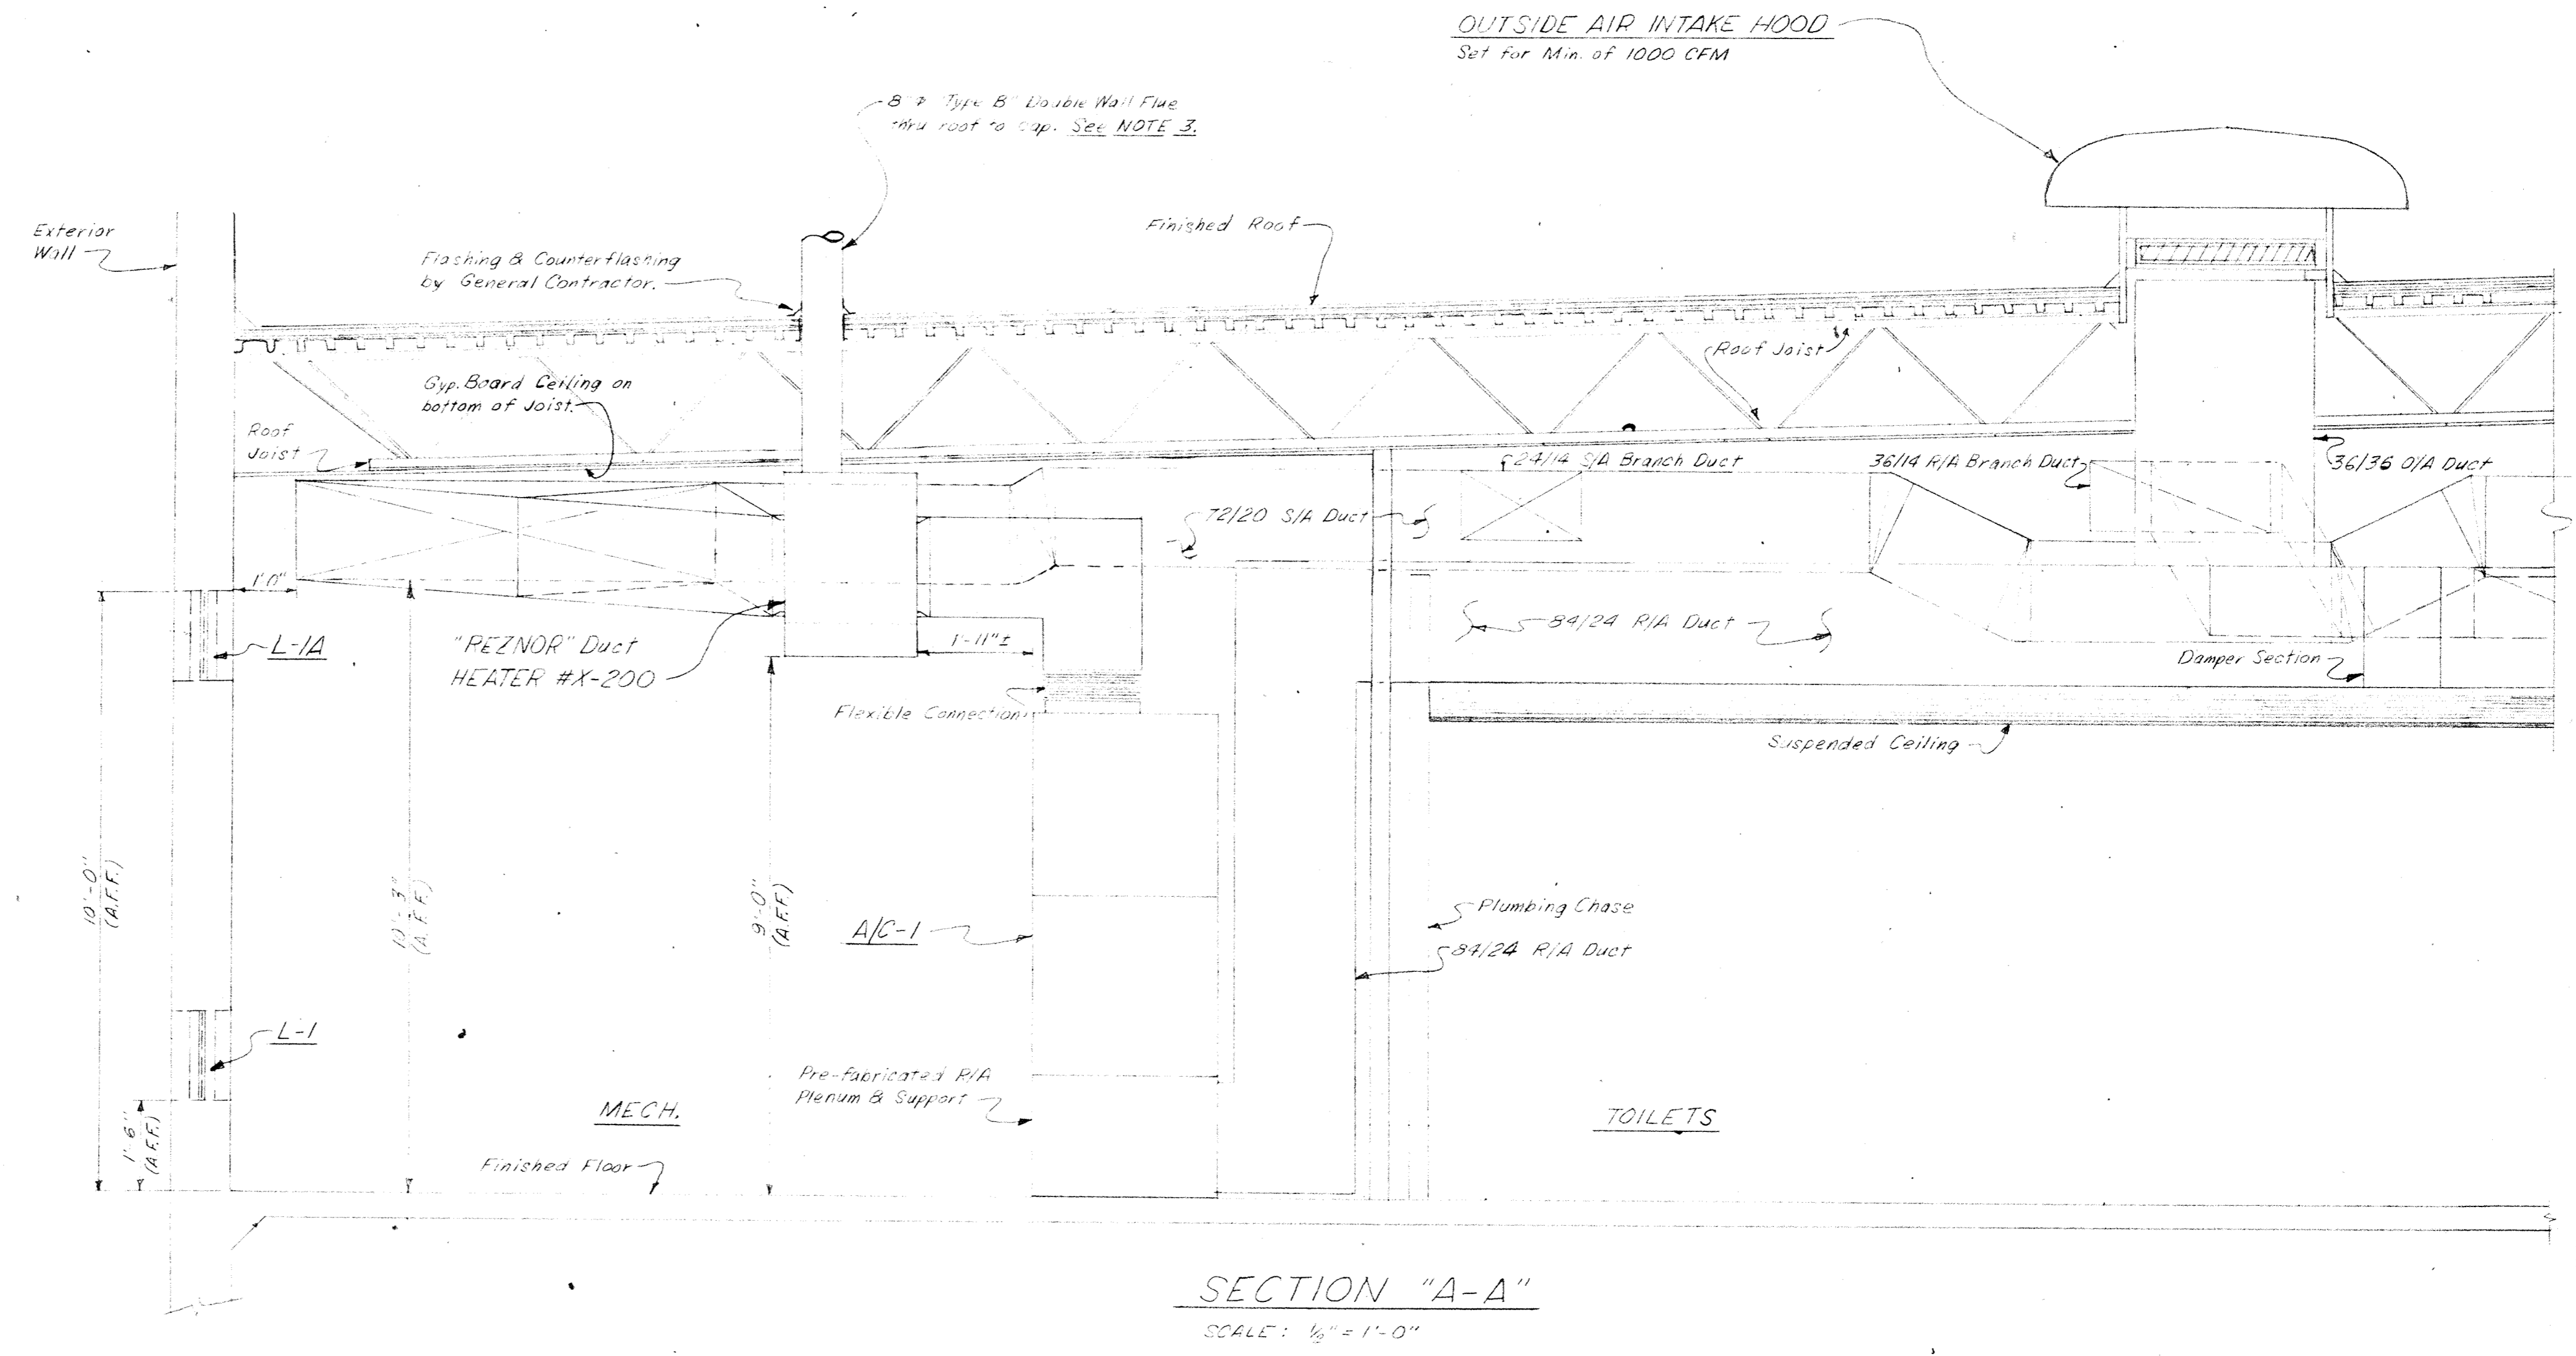 OUTSIDE AIR INTAKE HOOD
Set for Min. of 1000 CFM
8"ø "Type B" Double Wall Flue
thru roof to cap. See NOTE 3.
Exterior
Wall
Flashing & Counterflashing
by General Contractor.
Finished Roof
Roof Joist
Gyp. Board Ceiling on
bottom of Joist.
Roof
Joist
24/14 S/A Branch Duct
36/14 R/A Branch Duct
36/36 O/A Duct
72/20 S/A Duct
1'0"
L-1A
"REZNOR" Duct
HEATER #X-200
1'-11"±
84/24 R/A Duct
Damper Section
Flexible Connection
Suspended Ceiling
10'-0"
(A.F.F.)
10'-3"
(A.F.F.)
9'-0"
(A.F.F.)
A/C-1
Plumbing Chase
84/24 R/A Duct
L-1
Pre-fabricated R/A
Plenum & Support
MECH.
TOILETS
1'-6"
(A.F.F.)
Finished Floor
SECTION "A-A"
SCALE: ½" = 1'-0"